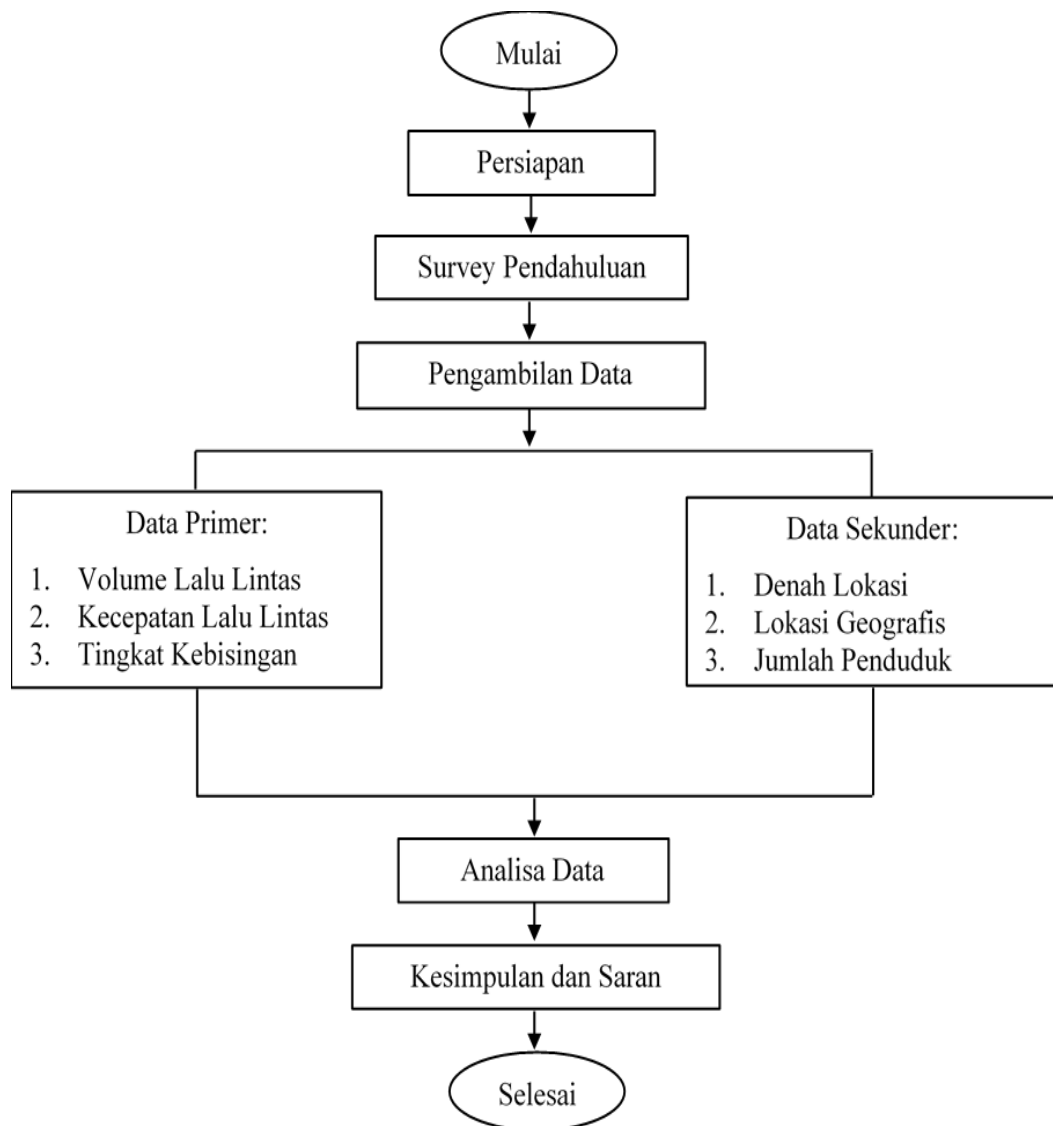 Mulai
Persiapan
Survey Pendahuluan
Pengambilan Data
Data Primer:
1. Volume Lalu Lintas
2. Kecepatan Lalu Lintas
3. Tingkat Kebisingan
Data Sekunder:
1. Denah Lokasi
2. Lokasi Geografis
3. Jumlah Penduduk
Analisa Data
Kesimpulan dan Saran
Selesai